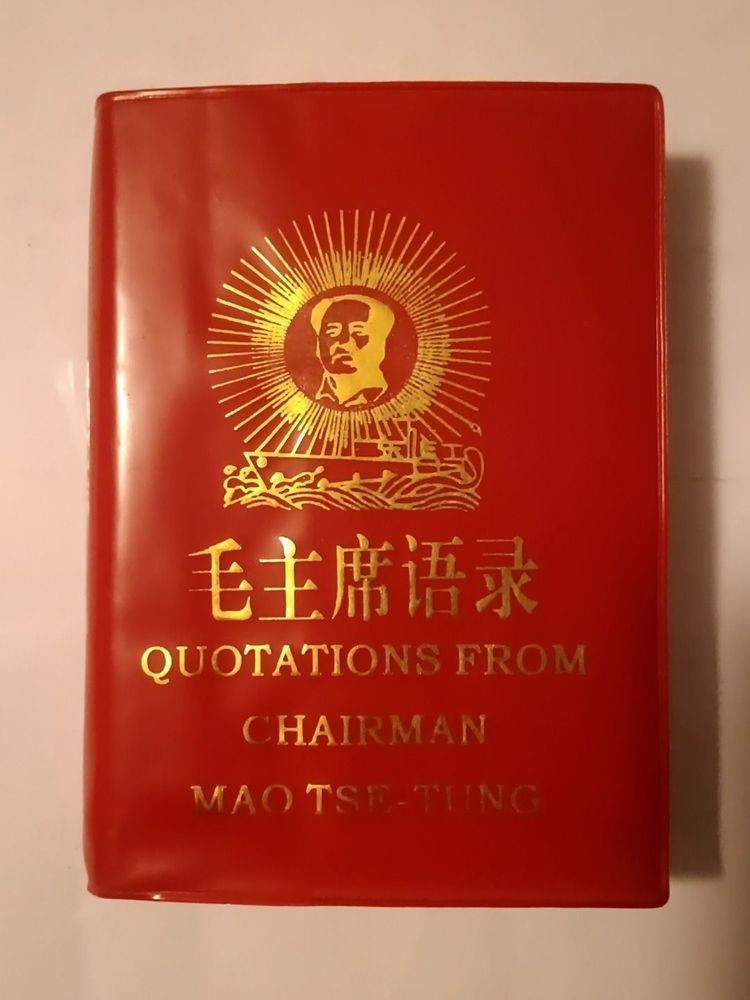 毛主席语录
QUOTATIONS FROM
CHAIRMAN
MAO TSE-TUNG